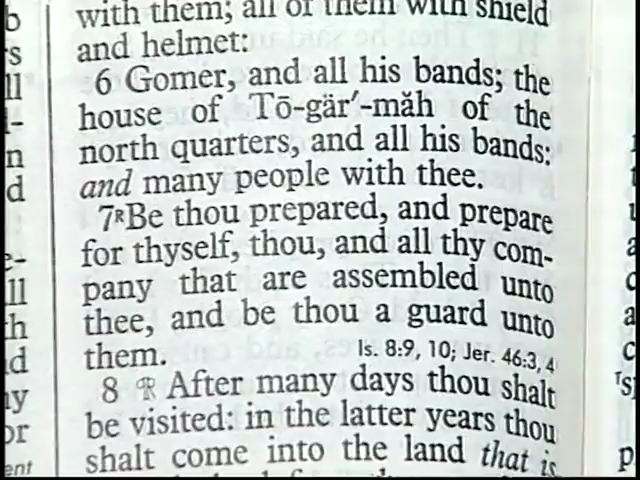 with them; all of them with shield
and helmet:
6 Gomer, and all his bands; the
house of Tō-gär′-măh of the
north quarters, and all his bands:
and many people with thee.
7 R Be thou prepared, and prepare
for thyself, thou, and all thy com-
pany that are assembled unto
thee, and be thou a guard unto
them. Is. 8:9, 10; Jer. 46:3, 4
8 After many days thou shalt
be visited: in the latter years thou
shalt come into the land that is